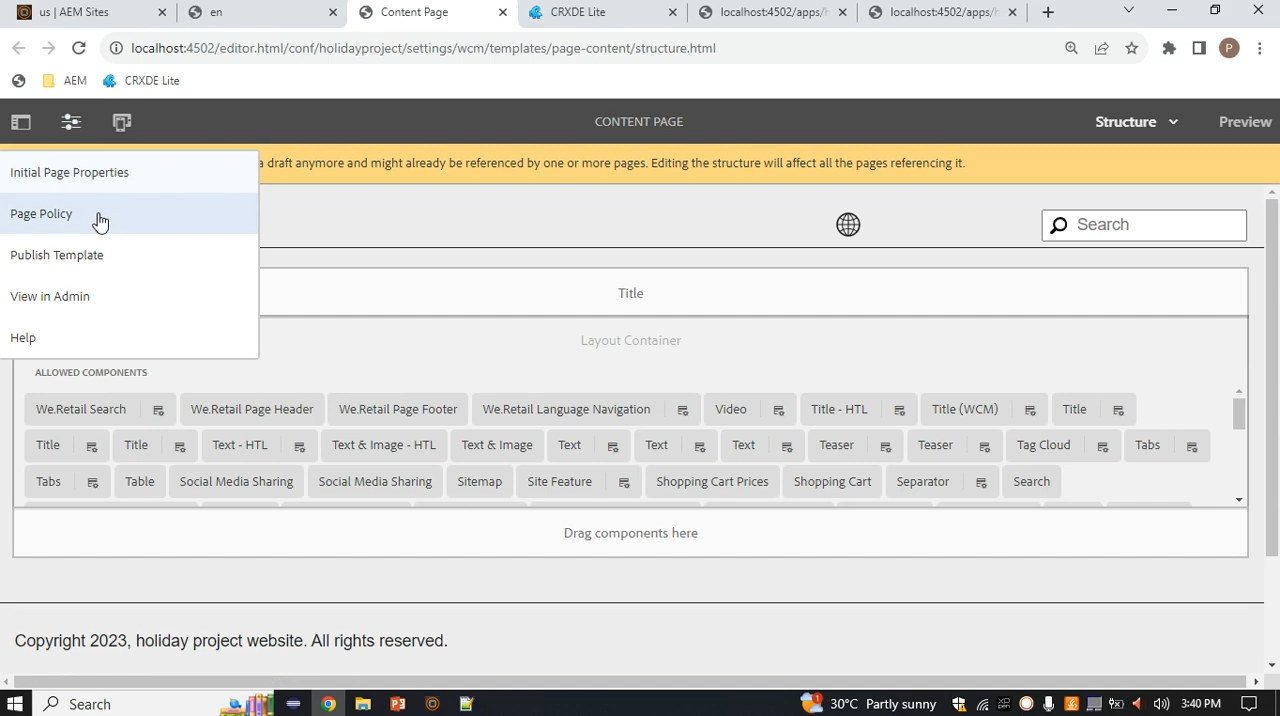 us | AEM Sites
en
Content Page
CRXDE Lite
localhost:4502/apps/h
localhost:4502/apps/h
localhost:4502/editor.html/conf/holidayproject/settings/wcm/templates/page-content/structure.html
P
AEM
CRXDE Lite
CONTENT PAGE
Structure
Preview
a draft anymore and might already be referenced by one or more pages. Editing the structure will affect all the pages referencing it.
Initial Page Properties
Page Policy
Publish Template
View in Admin
Help
Search
Title
Layout Container
ALLOWED COMPONENTS
We.Retail Search
We.Retail Page Header
We.Retail Page Footer
We.Retail Language Navigation
Video
Title - HTL
Title (WCM)
Title
Title
Title
Text - HTL
Text & Image - HTL
Text & Image
Text
Text
Text
Teaser
Teaser
Tag Cloud
Tabs
Tabs
Table
Social Media Sharing
Social Media Sharing
Sitemap
Site Feature
Shopping Cart Prices
Shopping Cart
Separator
Search
Drag components here
Copyright 2023, holiday project website. All rights reserved.
Search
1
30°C Partly sunny
3:40 PM